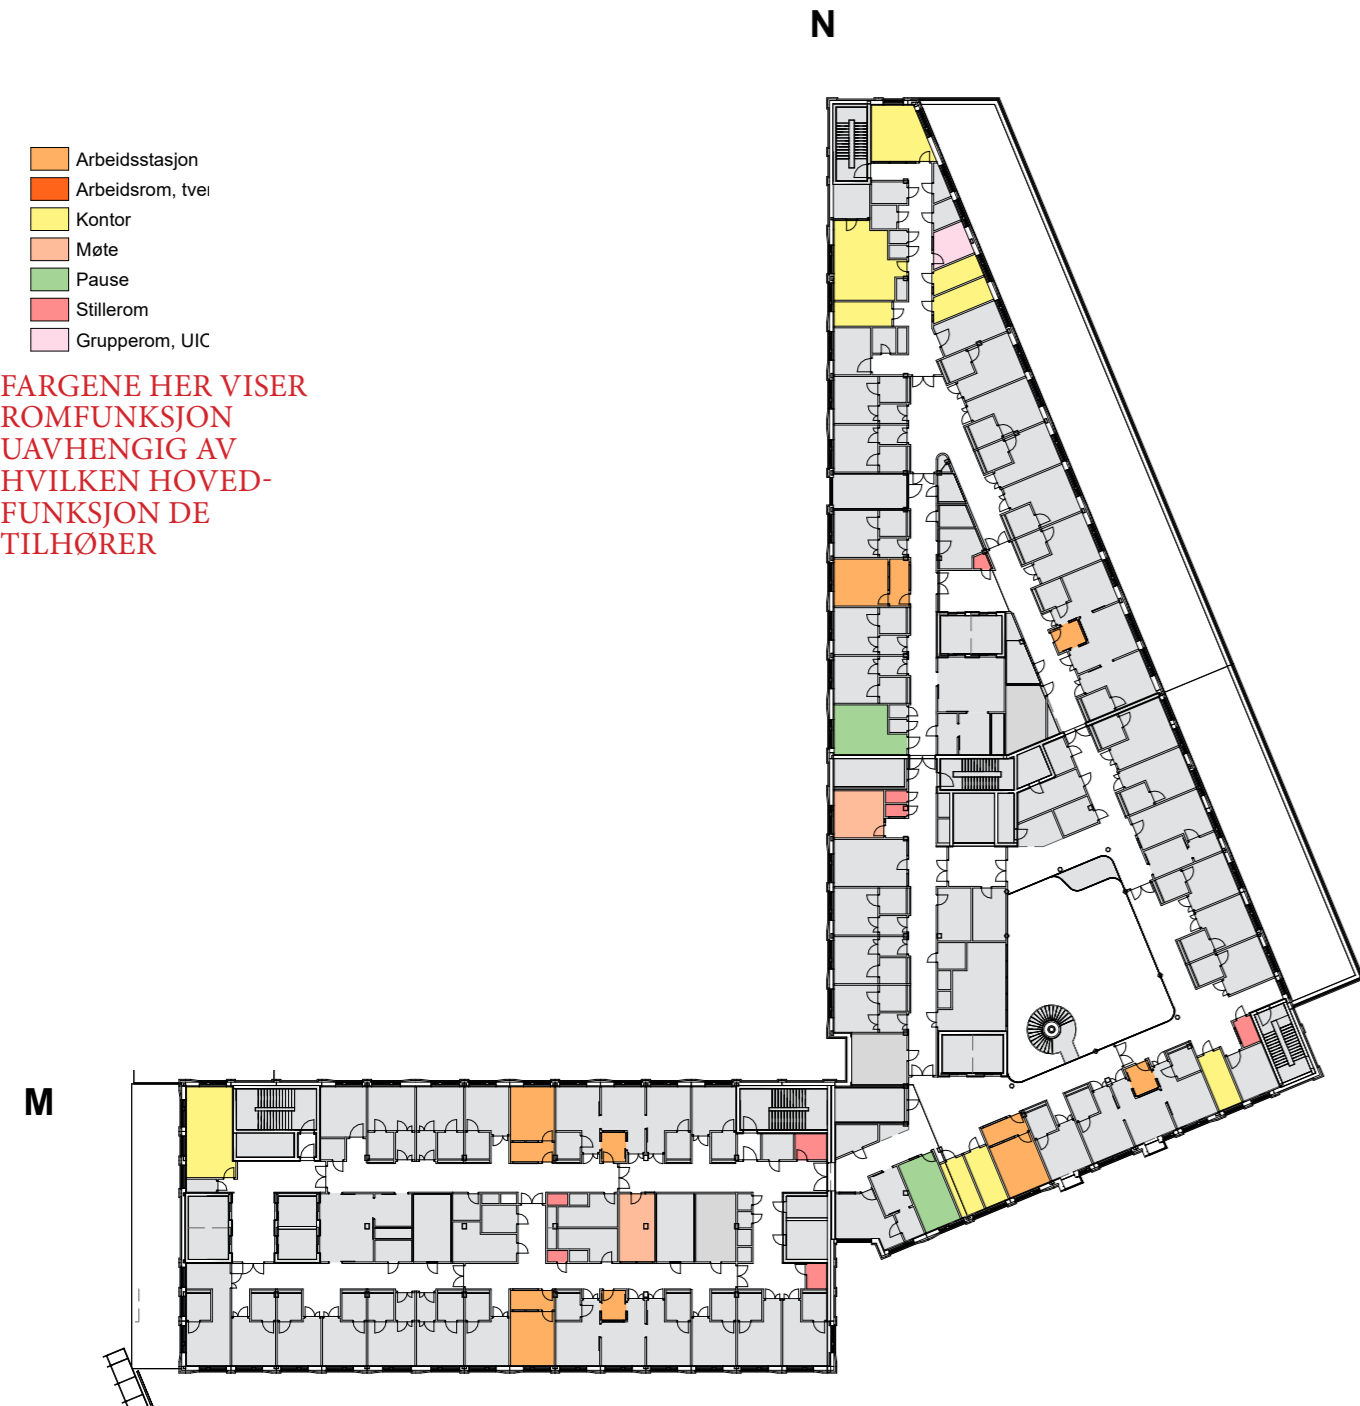 N
Arbeidsstasjon
Arbeidsrom, tver
Kontor
Møte
Pause
Stillerom
Grupperom, UIC
FARGENE HER VISER
ROMFUNKSJON
UAVHENGIG AV
HVILKEN HOVED-
FUNKSJON DE
TILHØRER
M